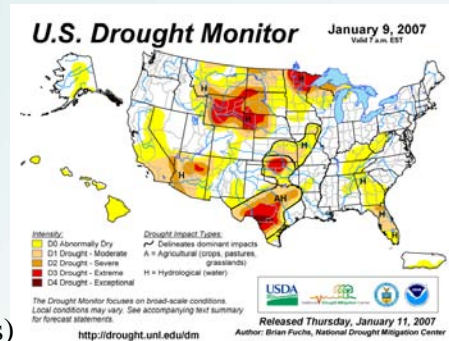 U.S. Drought Monitor
January 9, 2007
Valid 7 a.m. EST
H
H
H
H
H
AH
H
H
Intensity:
D0 Abnormally Dry
D1 Drought - Moderate
D2 Drought - Severe
D3 Drought - Extreme
D4 Drought - Exceptional
Drought Impact Types:
Delineates dominant impacts
A = Agricultural (crops, pastures,
grasslands)
H = Hydrological (water)
The Drought Monitor focuses on broad-scale conditions.
Local conditions may vary. See accompanying text summary
for forecast statements.
USDA
s)
http://drought.unl.edu/dm
Released Thursday, January 11, 2007
Author: Brian Fuchs, National Drought Mitigation Center